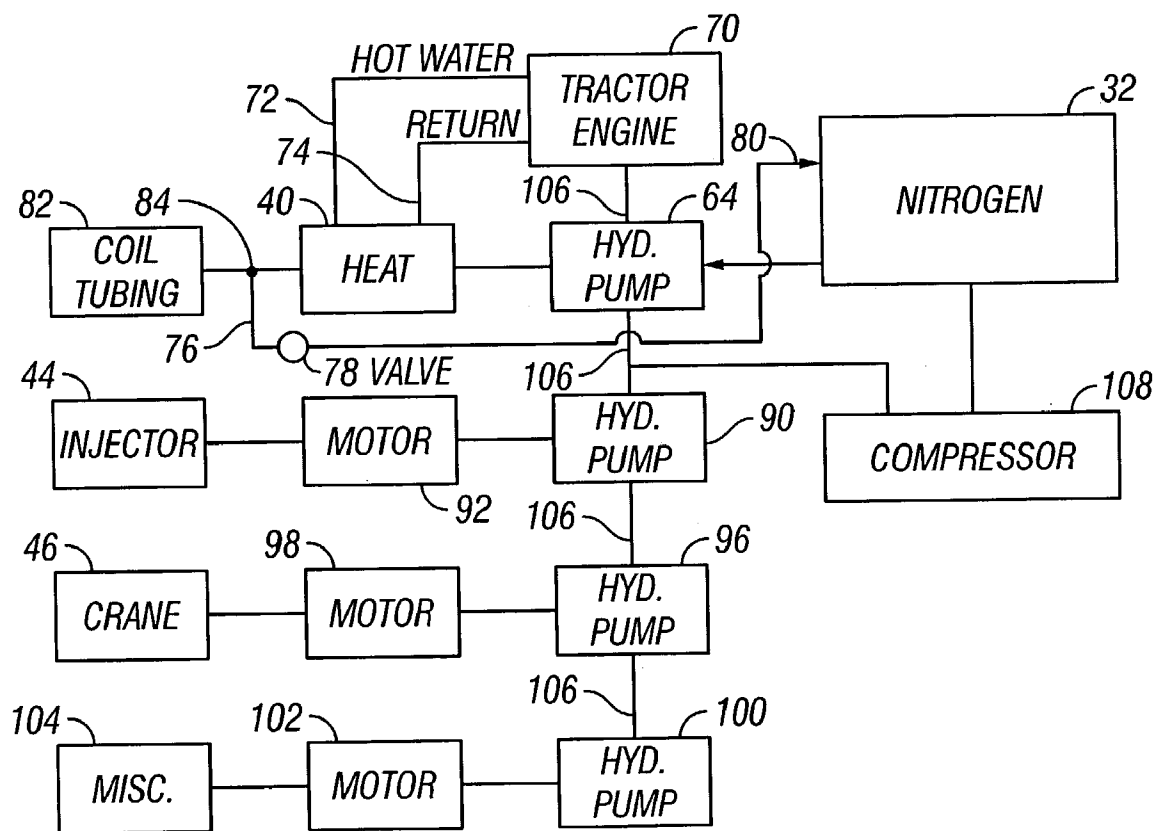 70
HOT WATER
TRACTOR
ENGINE
32
72
RETURN
80
74
NITROGEN
82
84
40
106
64
COIL
TUBING
HEAT
HYD.
PUMP
76
78 VALVE
106
44
108
INJECTOR
MOTOR
HYD.
PUMP
90
COMPRESSOR
92
106
46
98
96
CRANE
MOTOR
HYD.
PUMP
104
102
106
100
MISC.
MOTOR
HYD.
PUMP